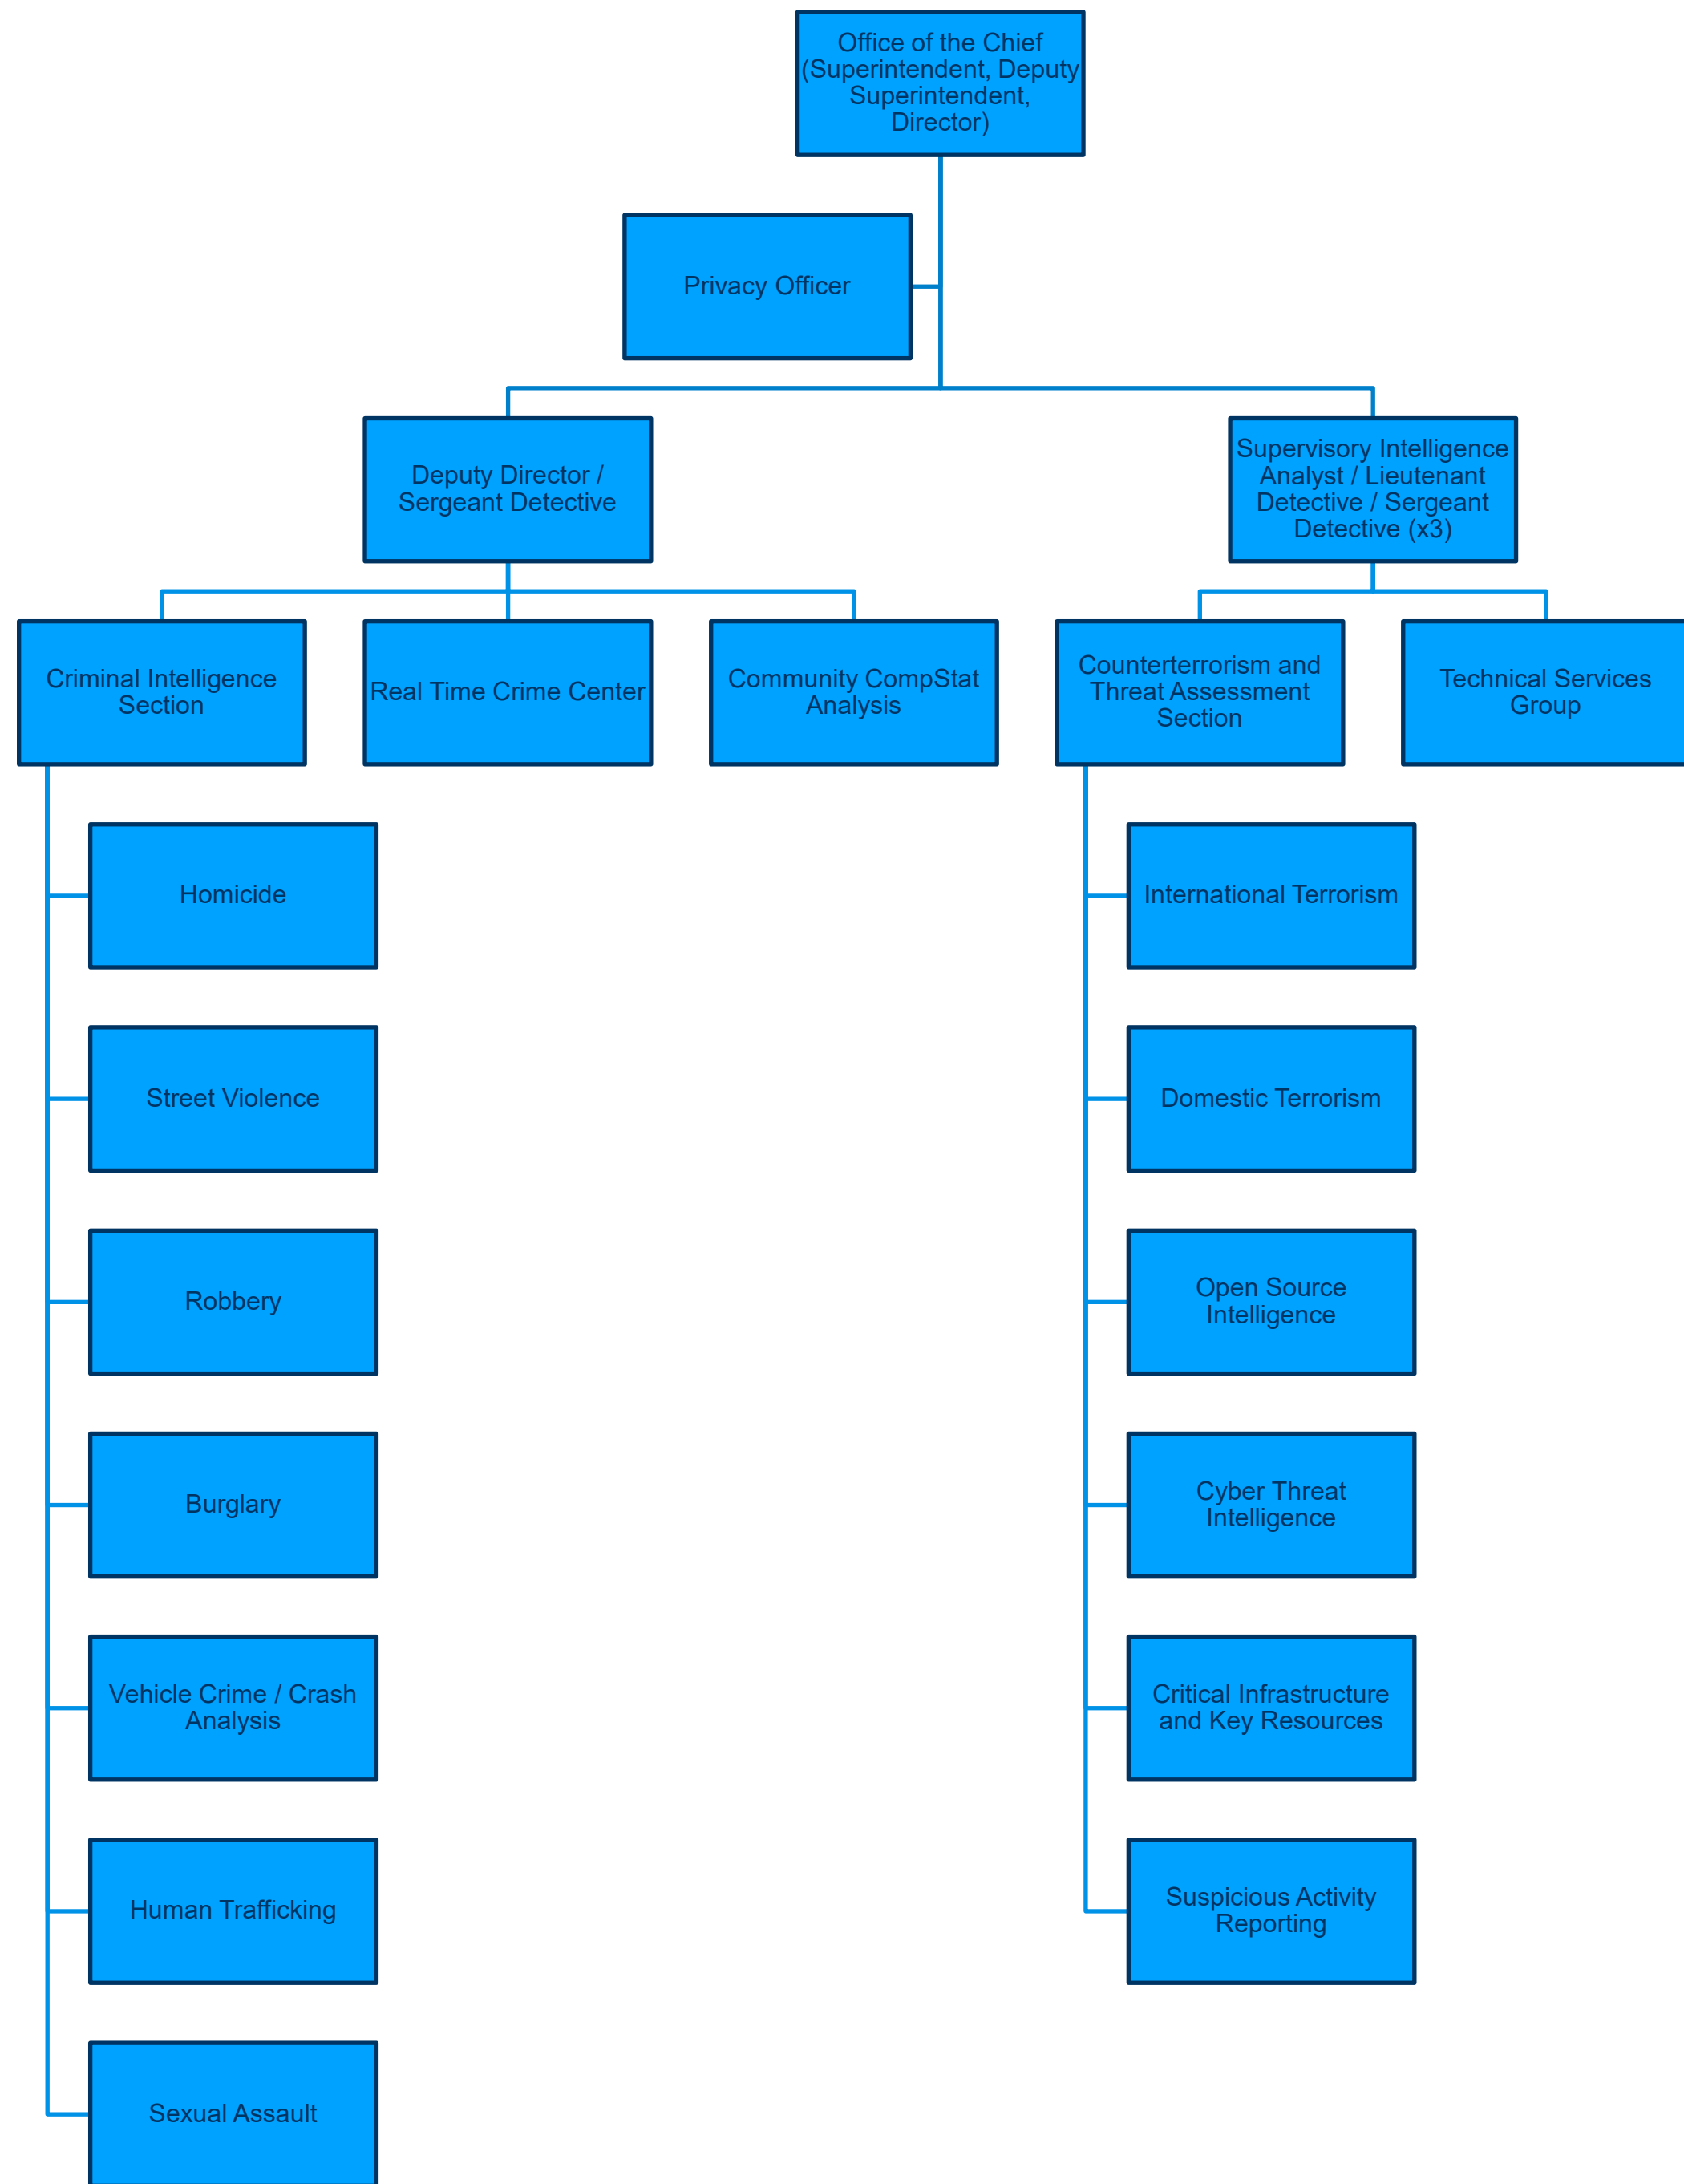 Office of the Chief
(Superintendent, Deputy
Superintendent,
Director)
Privacy Officer
Deputy Director /
Sergeant Detective
Supervisory Intelligence
Analyst / Lieutenant
Detective / Sergeant
Detective (x3)
Criminal Intelligence
Section
Real Time Crime Center
Community CompStat
Analysis
Counterterrorism and
Threat Assessment
Section
Technical Services
Group
Homicide
Street Violence
Robbery
Burglary
Vehicle Crime / Crash
Analysis
Human Trafficking
Sexual Assault
International Terrorism
Domestic Terrorism
Open Source
Intelligence
Cyber Threat
Intelligence
Critical Infrastructure
and Key Resources
Suspicious Activity
Reporting